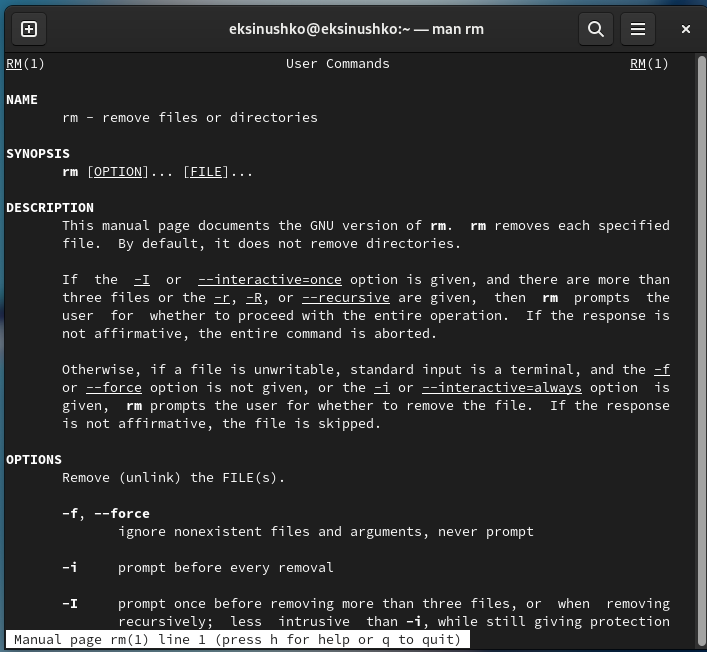 eksinushko@eksinushko:~ — man rm
RM(1) User Commands RM(1)
NAME
rm - remove files or directories
SYNOPSIS
rm [OPTION]... [FILE]...
DESCRIPTION
This manual page documents the GNU version of rm. rm removes each specified
file. By default, it does not remove directories.
If the -I or --interactive=once option is given, and there are more than
three files or the -r, -R, or --recursive are given, then rm prompts the
user for whether to proceed with the entire operation. If the response is
not affirmative, the entire command is aborted.
Otherwise, if a file is unwritable, standard input is a terminal, and the -f
or --force option is not given, or the -i or --interactive=always option is
given, rm prompts the user for whether to remove the file. If the response
is not affirmative, the file is skipped.
OPTIONS
Remove (unlink) the FILE(s).
-f, --force
ignore nonexistent files and arguments, never prompt
-i prompt before every removal
-I prompt once before removing more than three files, or when removing
recursively; less intrusive than -i, while still giving protection
Manual page rm(1) line 1 (press h for help or q to quit)